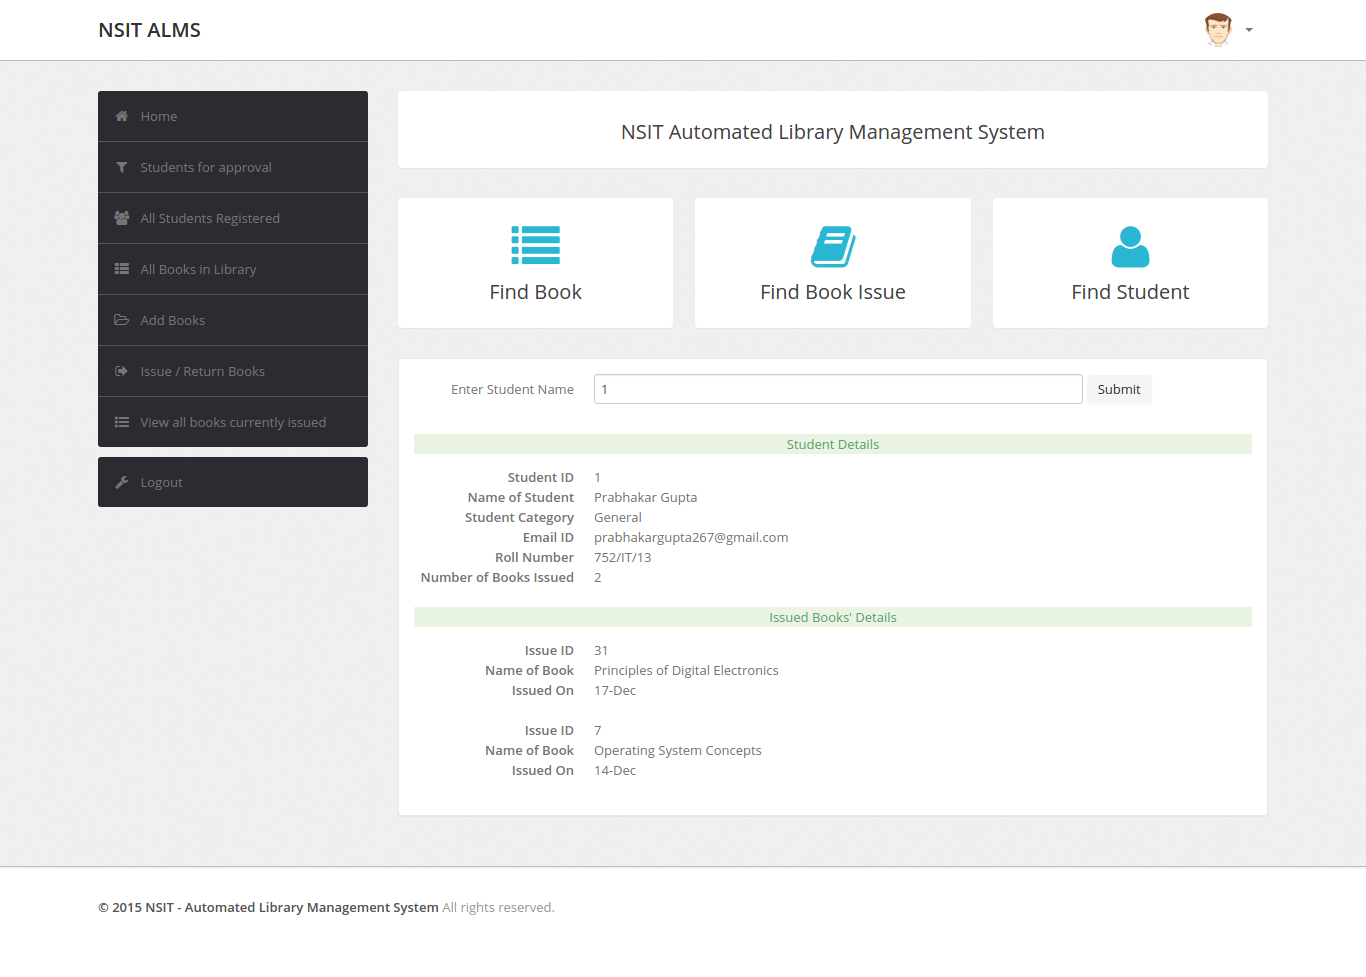 NSIT ALMS
Home
Students for approval
All Students Registered
All Books in Library
Add Books
Issue / Return Books
View all books currently issued
Logout
NSIT Automated Library Management System
Find Book
Find Book Issue
Find Student
Enter Student Name 1 Submit
Student Details
Student ID 1
Name of Student Prabhakar Gupta
Student Category General
Email ID prabhakargupta267@gmail.com
Roll Number 752/IT/13
Number of Books Issued 2
Issued Books' Details
Issue ID 31
Name of Book Principles of Digital Electronics
Issued On 17-Dec
Issue ID 7
Name of Book Operating System Concepts
Issued On 14-Dec
© 2015 NSIT - Automated Library Management System All rights reserved.